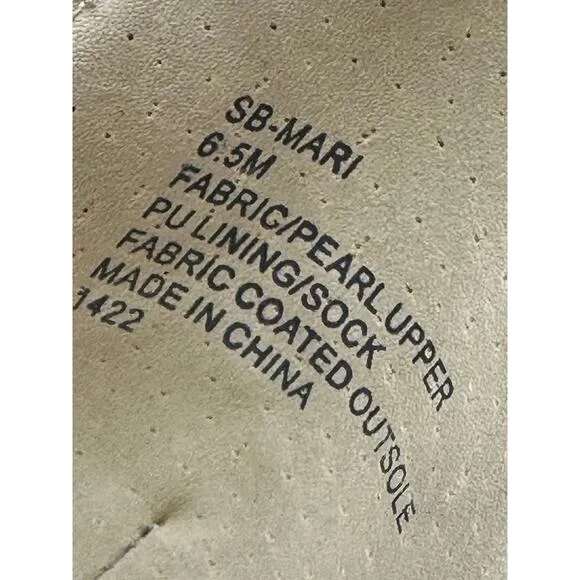 SB-MARI
6.5M
FABRIC/PEARL UPPER
PU LINING/SOCK
FABRIC COATED OUTSOLE
MADE IN CHINA
1422